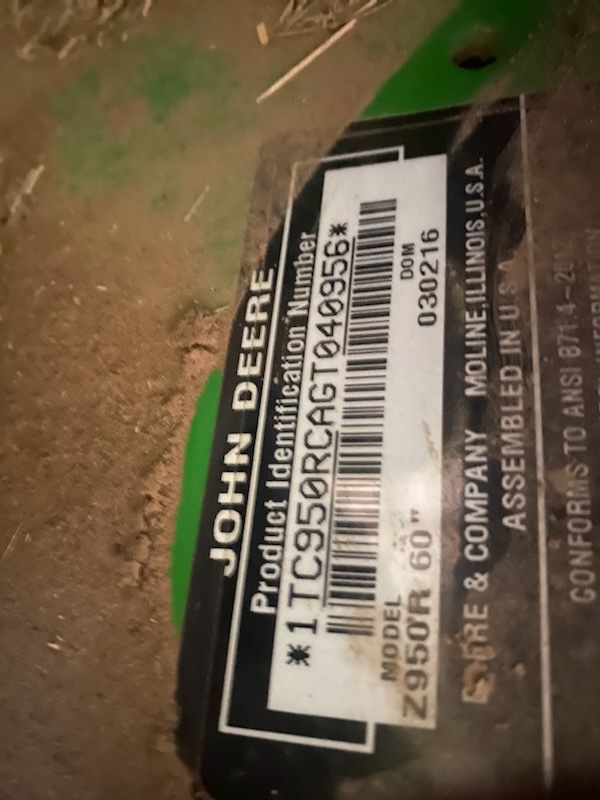 JOHN DEERE
Product Identification Number
*1TC950RCAGT040956*
MODEL DOM
Z950R 60" 030216
& COMPANY MOLINE,ILLINOIS,U.S.A.
ASSEMBLED IN U.S.A.
CONFORMS TO ANSI B71.4-